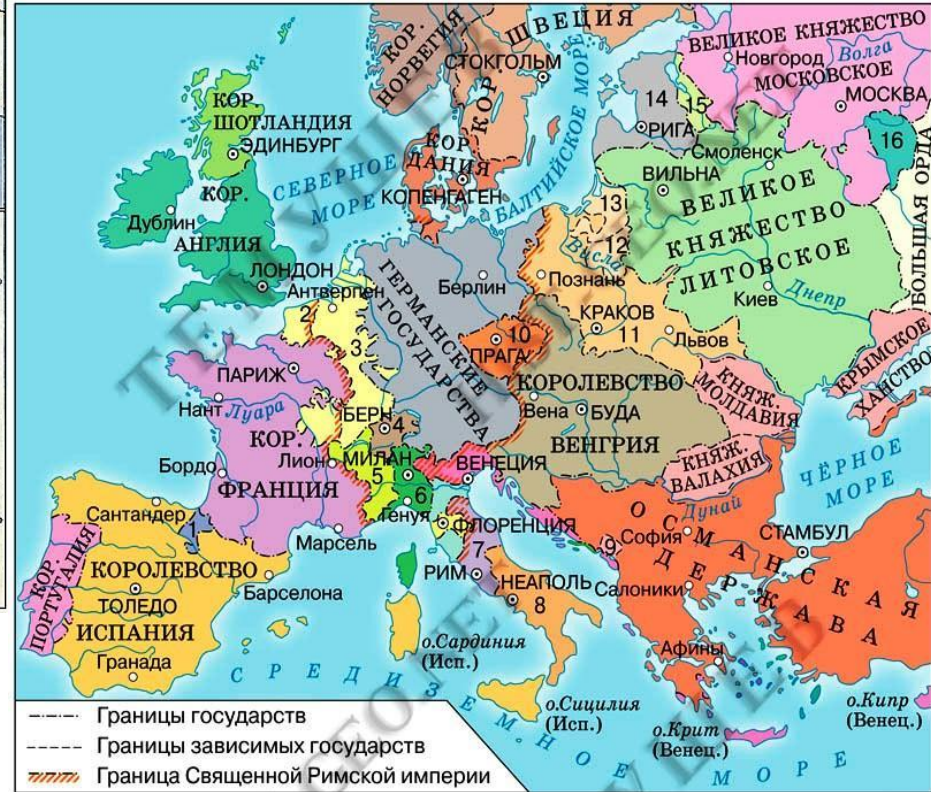 КОР. НОРВЕГИЯ
КОР. ШВЕЦИЯ
СТОКГОЛЬМ
ВЕЛИКОЕ КНЯЖЕСТВО
МОСКОВСКОЕ
Новгород
Волга
МОСКВА
КОР.
ШОТЛАНДИЯ
ЭДИНБУРГ
СЕВЕРНОЕ
МОРЕ
КОР.
ДАНИЯ
КОПЕНГАГЕН
БАЛТИЙСКОЕ МОРЕ
14
15
РИГА
16
Смоленск
ВИЛЬНА
ВЕЛИКОЕ
КНЯЖЕСТВО
ЛИТОВСКОЕ
Киев
Днепр
БОЛЬШАЯ ОРДА
КОР.
АНГЛИЯ
Дублин
ЛОНДОН
Антверпен
2
3
ГЕРМАНСКИЕ
ГОСУДАРСТВА
Берлин
13
12
Висла
Познань
КРАКОВ
11
Львов
10
ПРАГА
ПАРИЖ
Нант
Луара
КОР.
ФРАНЦИЯ
Бордо
Лион
Марсель
БЕРН
4
МИЛАН
5
6
Генуя
ВЕНЕЦИЯ
КОРОЛЕВСТВО
ВЕНГРИЯ
Вена
БУДА
КНЯЖ.
МОЛДАВИЯ
КРЫМСКОЕ
ХАНСТВО
КНЯЖ.
ВАЛАХИЯ
Дунай
ЧЁРНОЕ
МОРЕ
Сантандер
1
КОР.
ПОРТУГАЛИЯ
КОРОЛЕВСТВО
ТОЛЕДО
ИСПАНИЯ
Гранада
Барселона
ФЛОРЕНЦИЯ
7
РИМ
НЕАПОЛЬ
8
9
София
Салоники
СТАМБУЛ
ОСМАНСКАЯ
ДЕРЖАВА
Афины
о.Сардиния
(Исп.)
о.Сицилия
(Исп.)
о.Крит
(Венец.)
о.Кипр
(Венец.)
СРЕДИЗЕМНОЕ МОРЕ
Границы государств
Границы зависимых государств
Граница Священной Римской империи